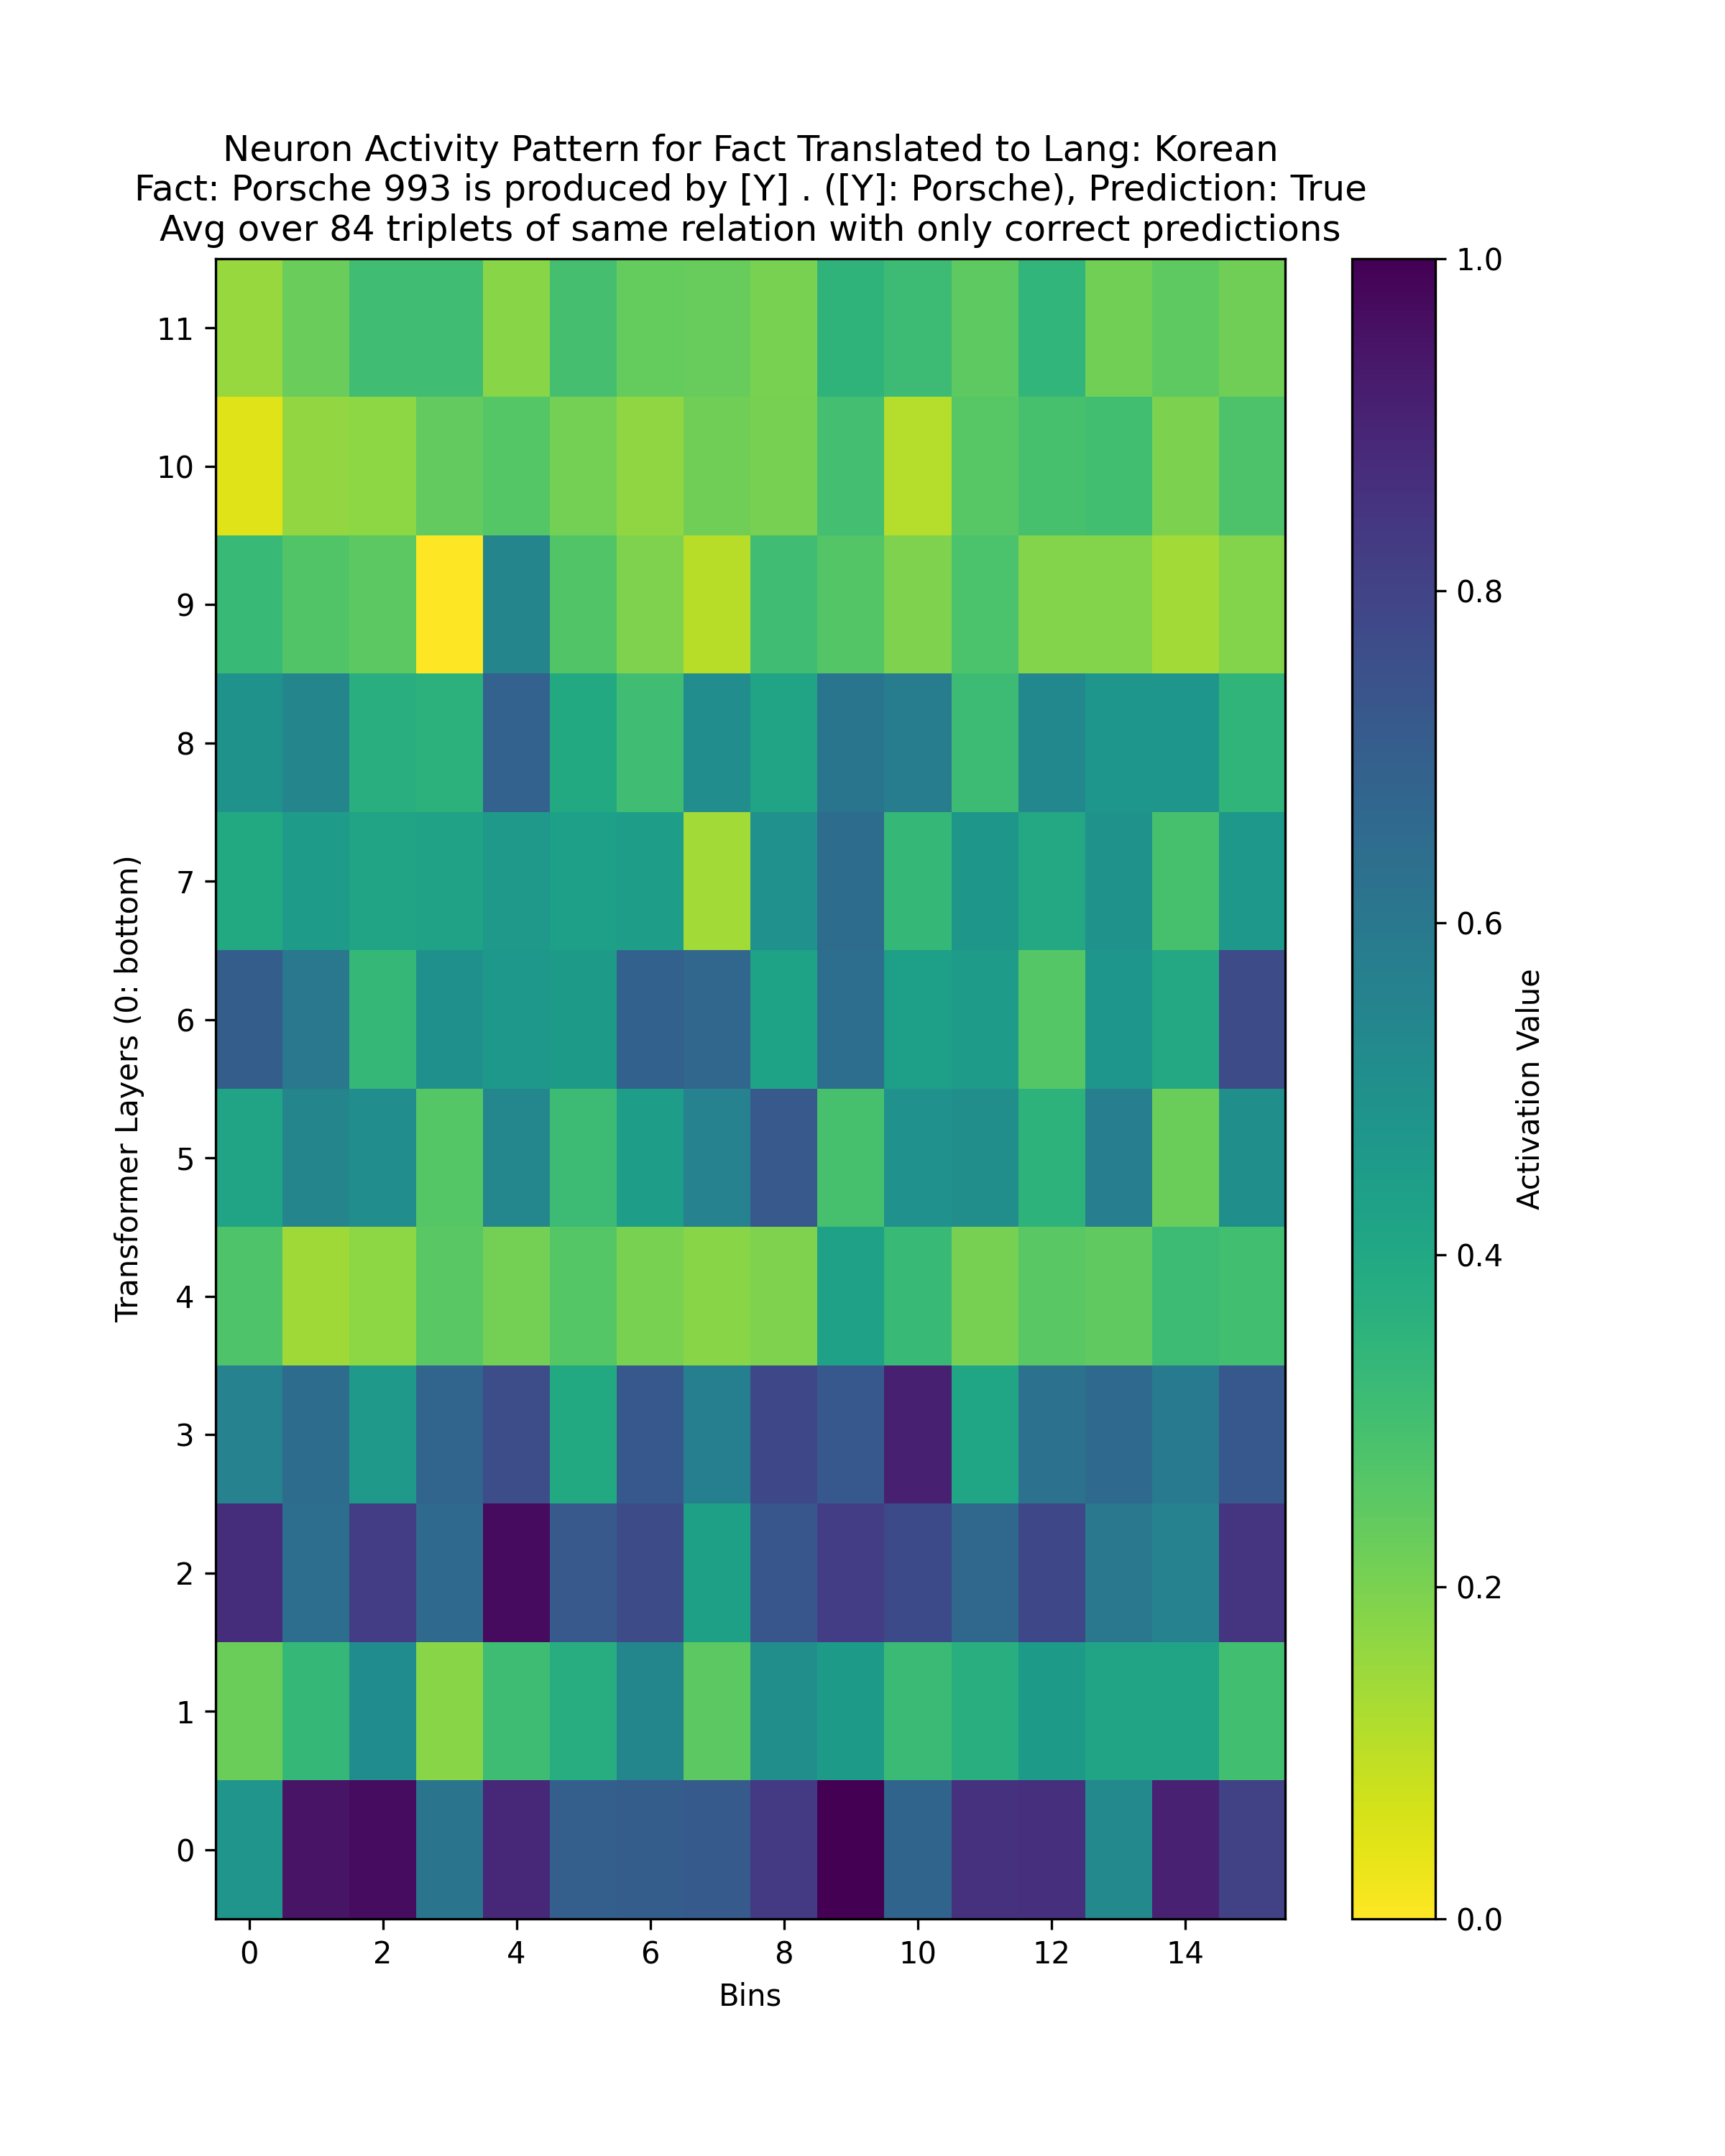 Neuron Activity Pattern for Fact Translated to Lang: Korean
Fact: Porsche 993 is produced by [Y] . ([Y]: Porsche), Prediction: True
Avg over 84 triplets of same relation with only correct predictions
11
10
9
8
7
6
5
4
3
2
1
0
Transformer Layers (0: bottom)
0 2 4 6 8 10 12 14
Bins
1.0
0.8
0.6
0.4
0.2
0.0
Activation Value